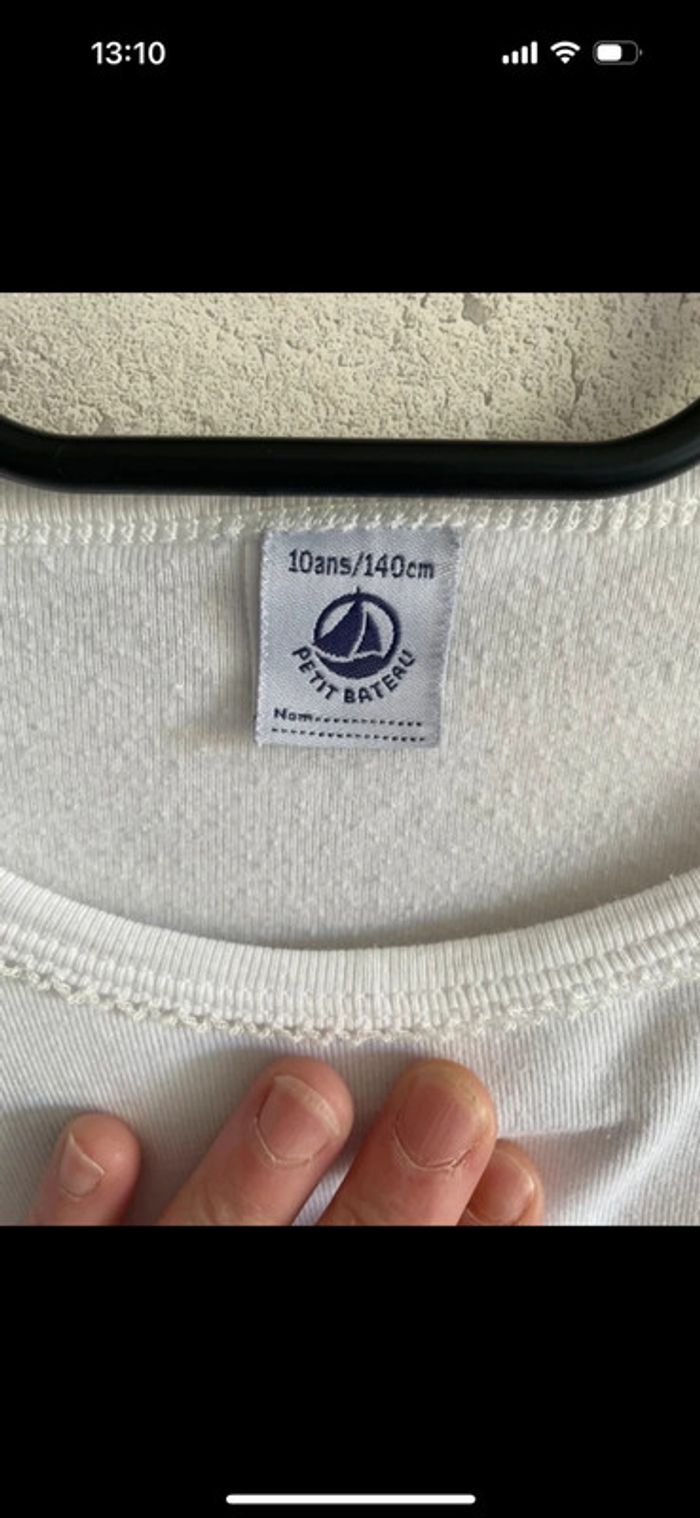 13:10
10ans/140cm
PETIT BATEAU
Nom